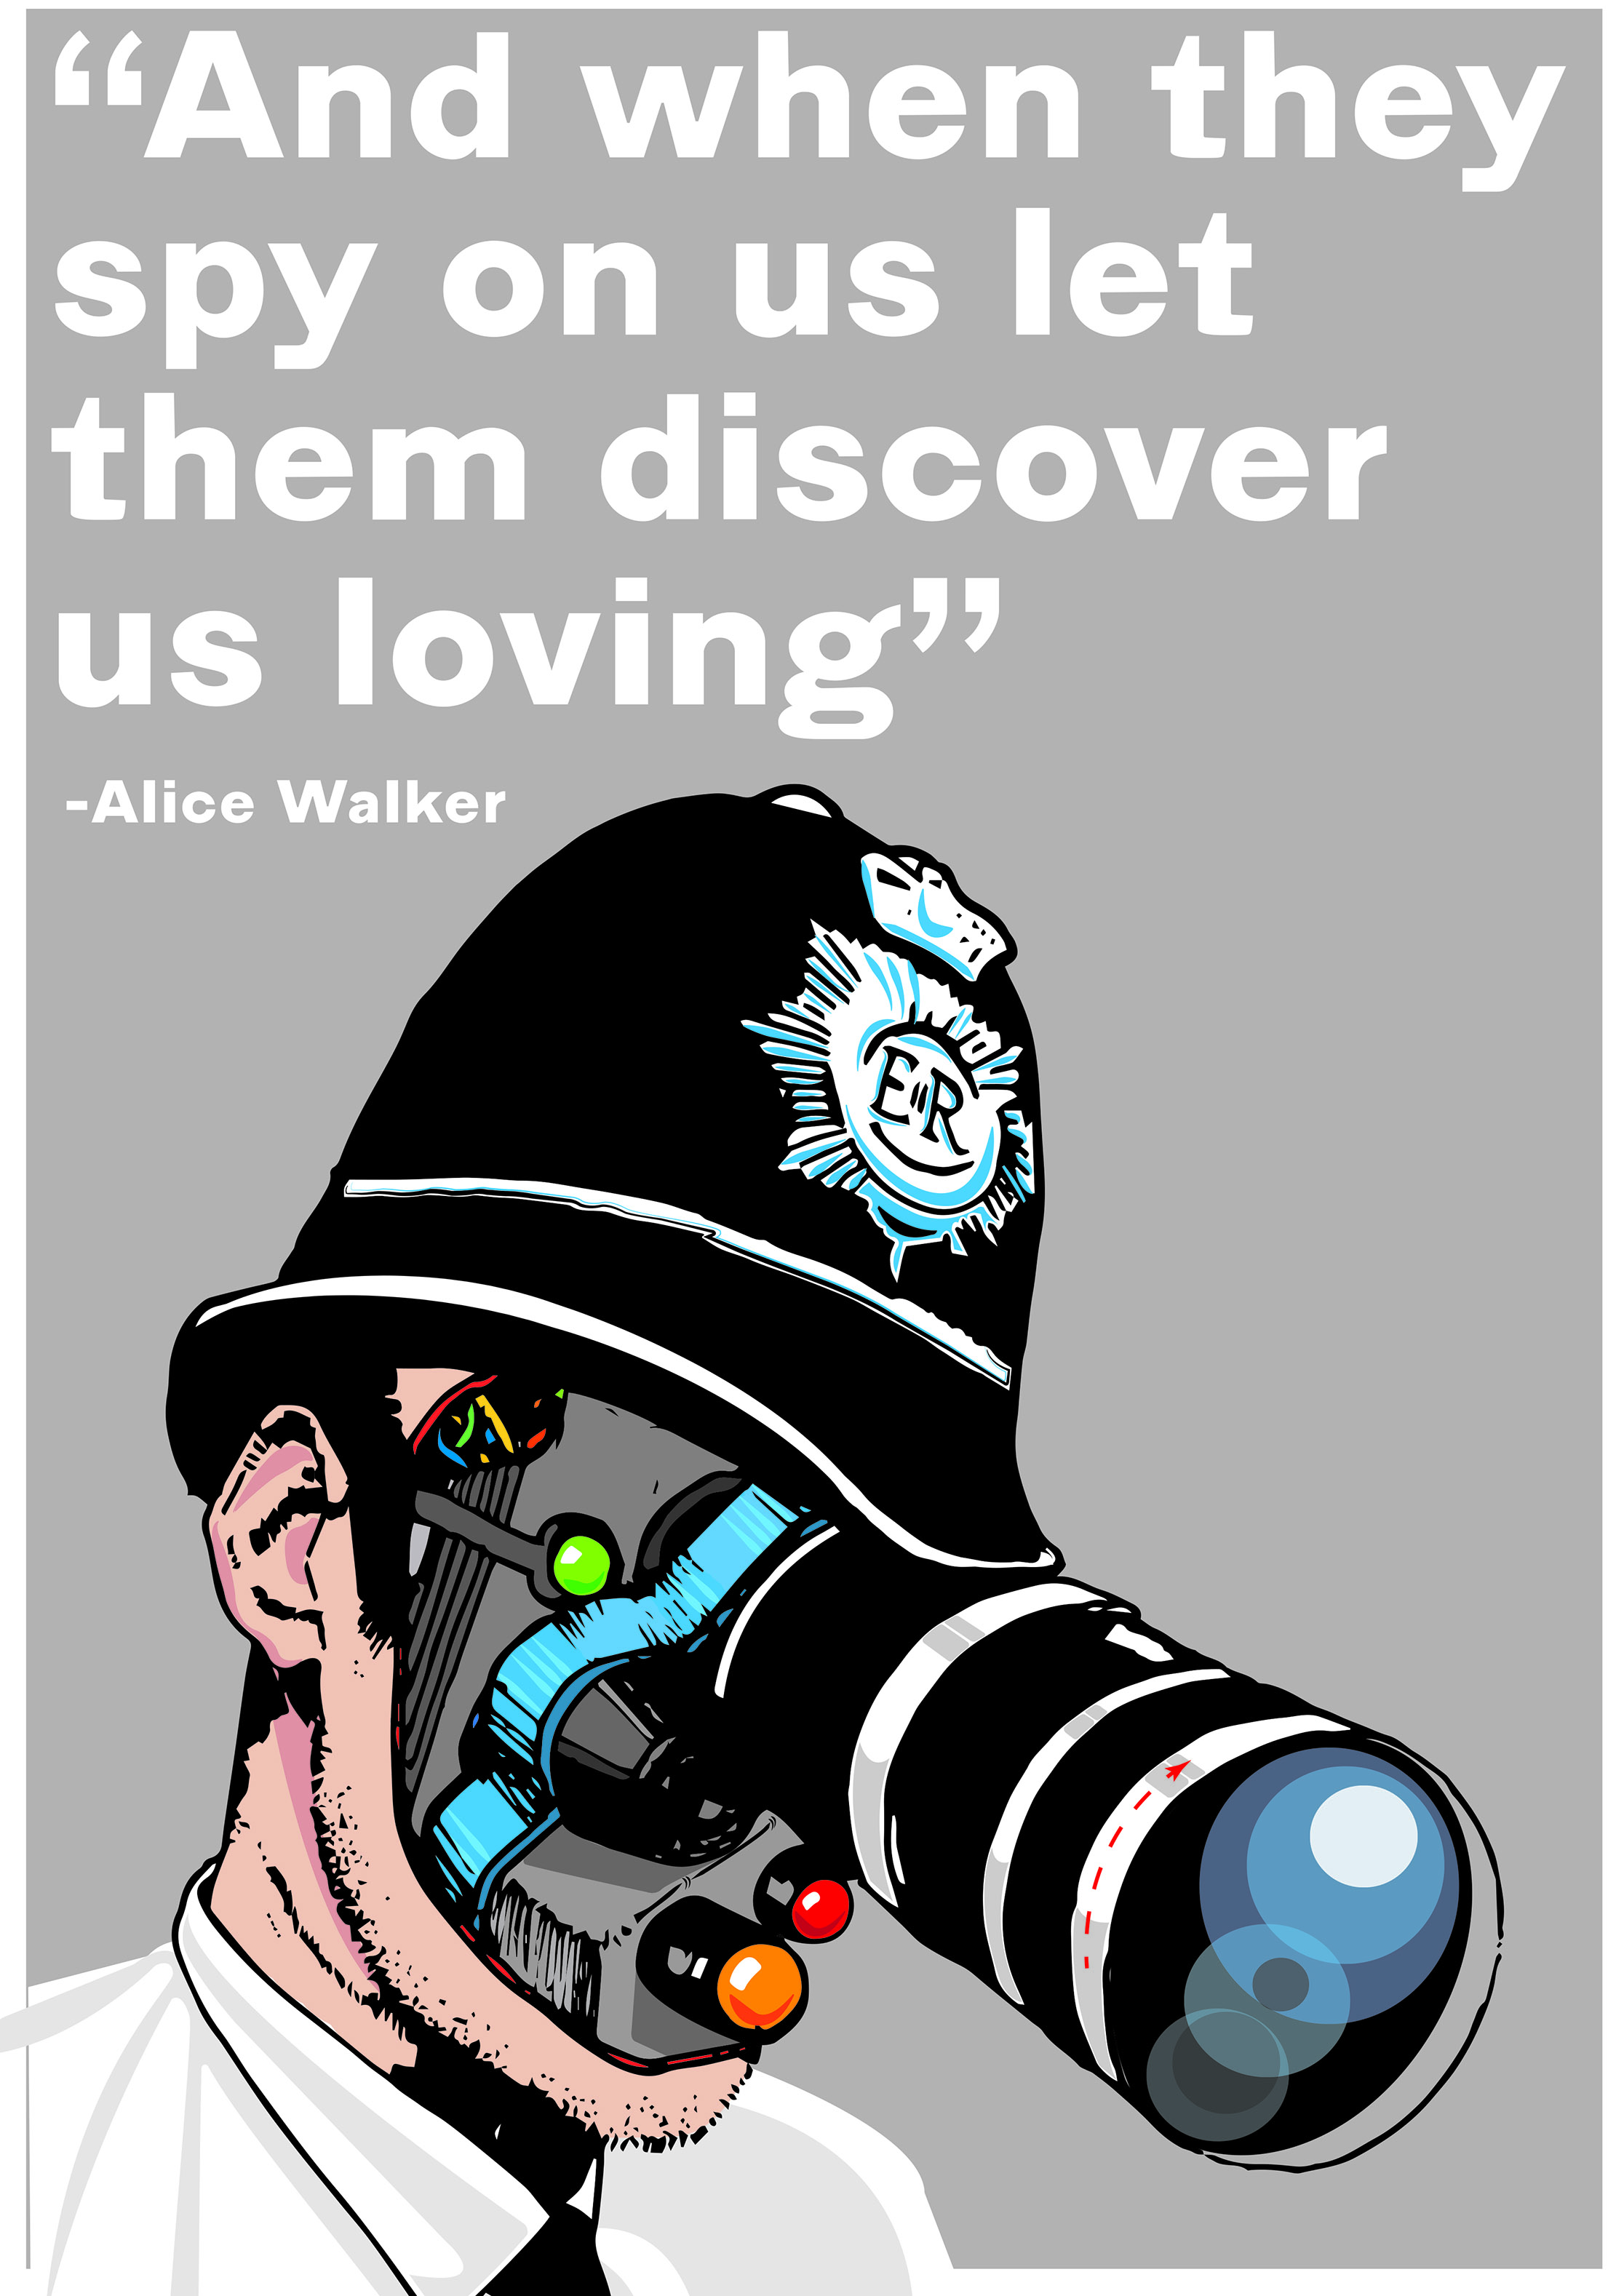 “And when they
spy on us let
them discover
us loving”
-Alice Walker